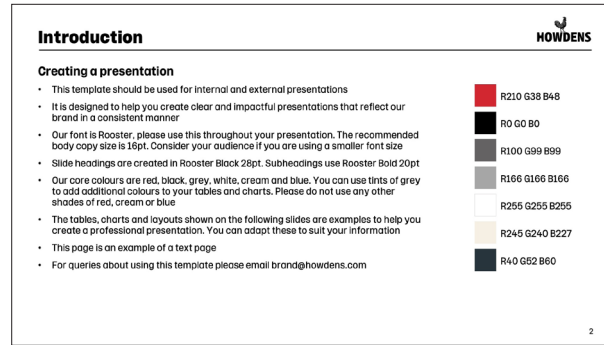 Introduction
HOWDENS
Creating a presentation
• This template should be used for internal and external presentations
• It is designed to help you create clear and impactful presentations that reflect our
brand in a consistent manner
• Our font is Rooster, please use this throughout your presentation. The recommended
body copy size is 16pt. Consider your audience if you are using a smaller font size
• Slide headings are created in Rooster Black 28pt. Subheadings use Rooster Bold 20pt
• Our core colours are red, black, grey, white, cream and blue. You can use tints of grey
to add additional colours to your tables and charts. Please do not use any other
shades of red, cream or blue
• The tables, charts and layouts shown on the following slides are examples to help you
create a professional presentation. You can adapt these to suit your information
• This page is an example of a text page
• For queries about using this template please email brand@howdens.com
R210 G38 B48
R0 G0 B0
R100 G99 B99
R166 G166 B166
R255 G255 B255
R245 G240 B227
R40 G52 B60
2